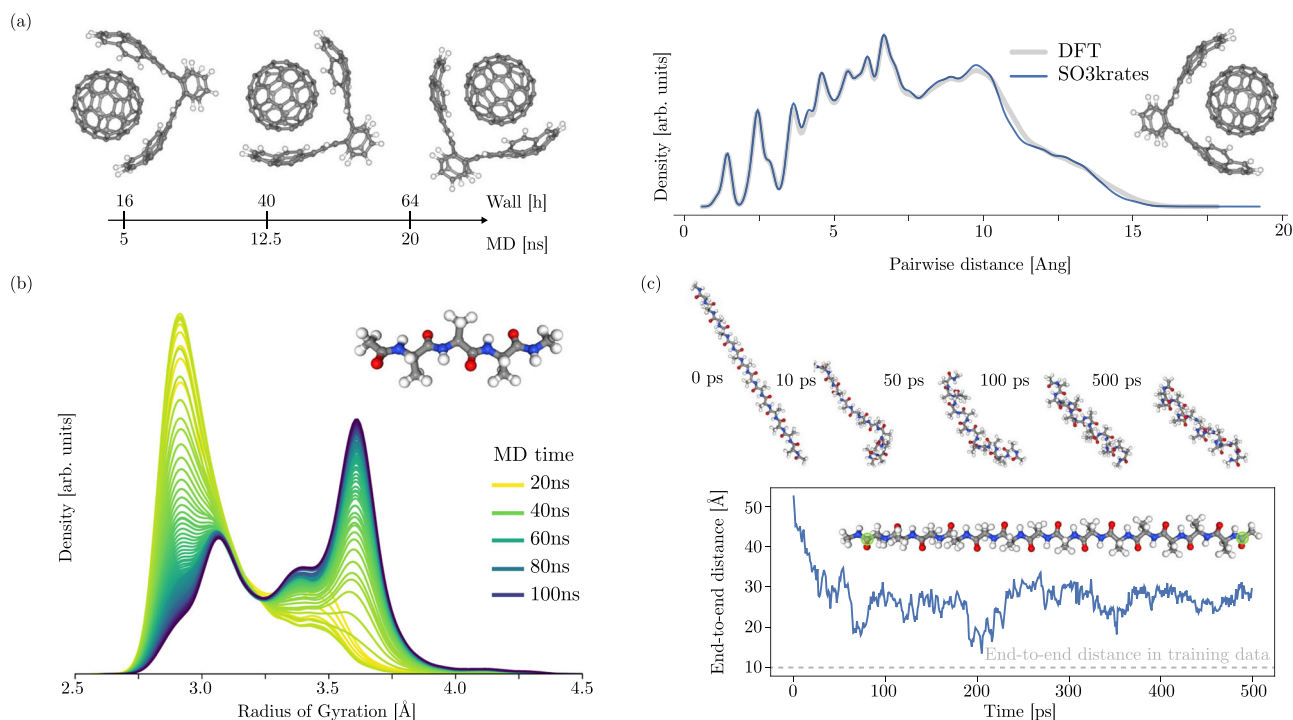 (a)
16
40
64
Wall [h]
5
12.5
20
MD [ns]
Density [arb. units]
DFT
SO3krates
0
5
10
15
20
Pairwise distance [Ang]
(b)
Density [arb. units]
MD time
20ns
40ns
60ns
80ns
100ns
2.5
3.0
3.5
4.0
4.5
Radius of Gyration [Å]
(c)
0 ps
10 ps
50 ps
100 ps
500 ps
End-to-end distance [Å]
50
40
30
20
10
End-to-end distance in training data
0
100
200
300
400
500
Time [ps]